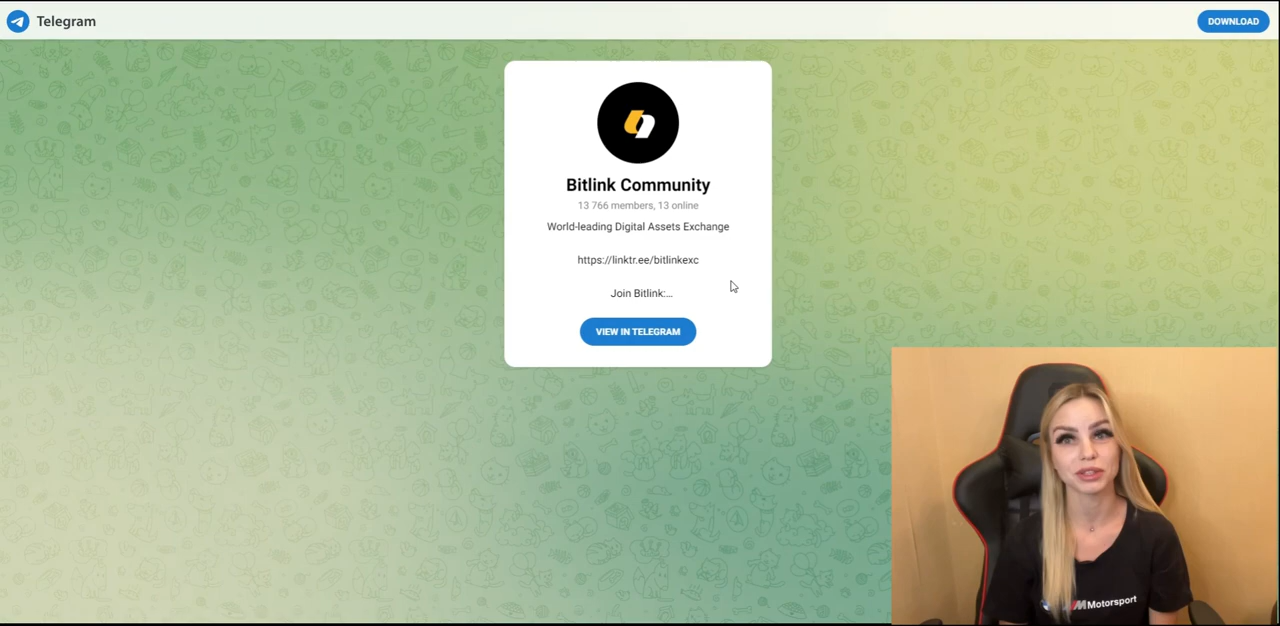 Telegram
DOWNLOAD
Bitlink Community
13 766 members, 13 online
World-leading Digital Assets Exchange
https://linktr.ee/bitlinkexc
Join Bitlink:...
VIEW IN TELEGRAM
Motorsport